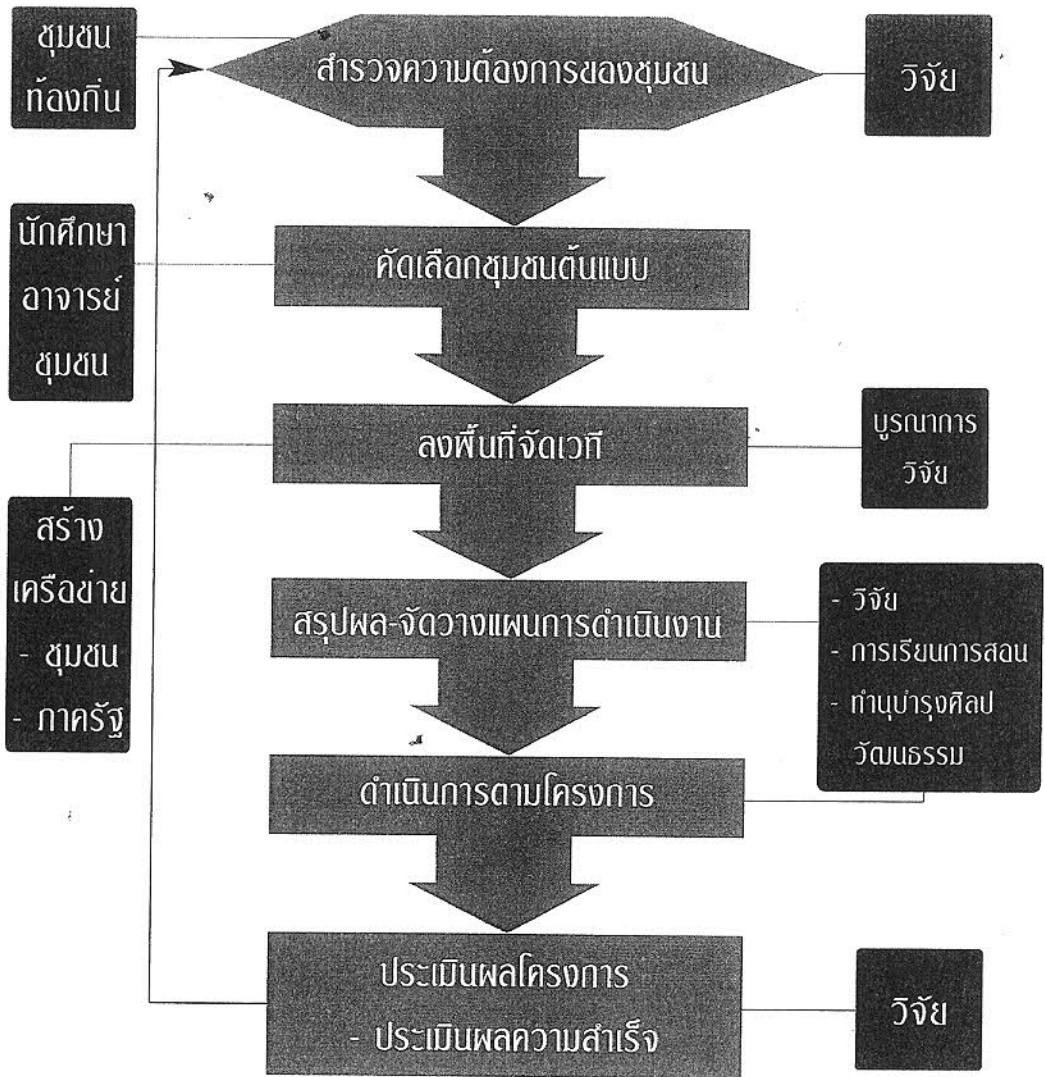 ชุมชน
ท้องถิ่น
สำรวจความต้องการของชุมชน
วิจัย
นักศึกษา
อาจารย์
ชุมชน
คัดเลือกชุมชนต้นแบบ
ลงพื้นที่จัดเวที
บูรณาการ
วิจัย
สร้าง
เครือข่าย
- ชุมชน
- ภาครัฐ
สรุปผล-จัดวางแผนการดำเนินงาน
- วิจัย
- การเรียนการสอน
- ทำนุบำรุงศิลป
วัฒนธรรม
ดำเนินการตามโครงการ
ประเมินผลโครงการ
- ประเมินผลความสำเร็จ
วิจัย